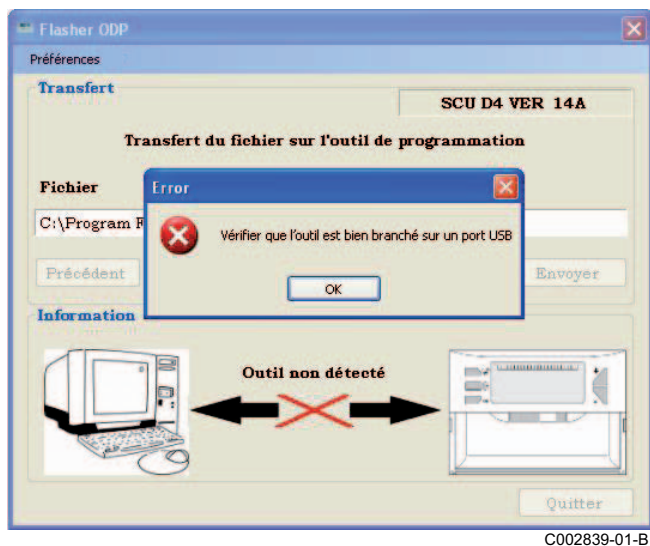 Flasher ODP
Préférences
Transfert
SCU D4 VER 14A
Transfert du fichier sur l'outil de programmation
Fichier
Error
C:\Program
Vérifier que l'outil est bien branché sur un port USB
OK
Précédent
Envoyer
Information
Outil non détecté
Quitter
C002839-01-B